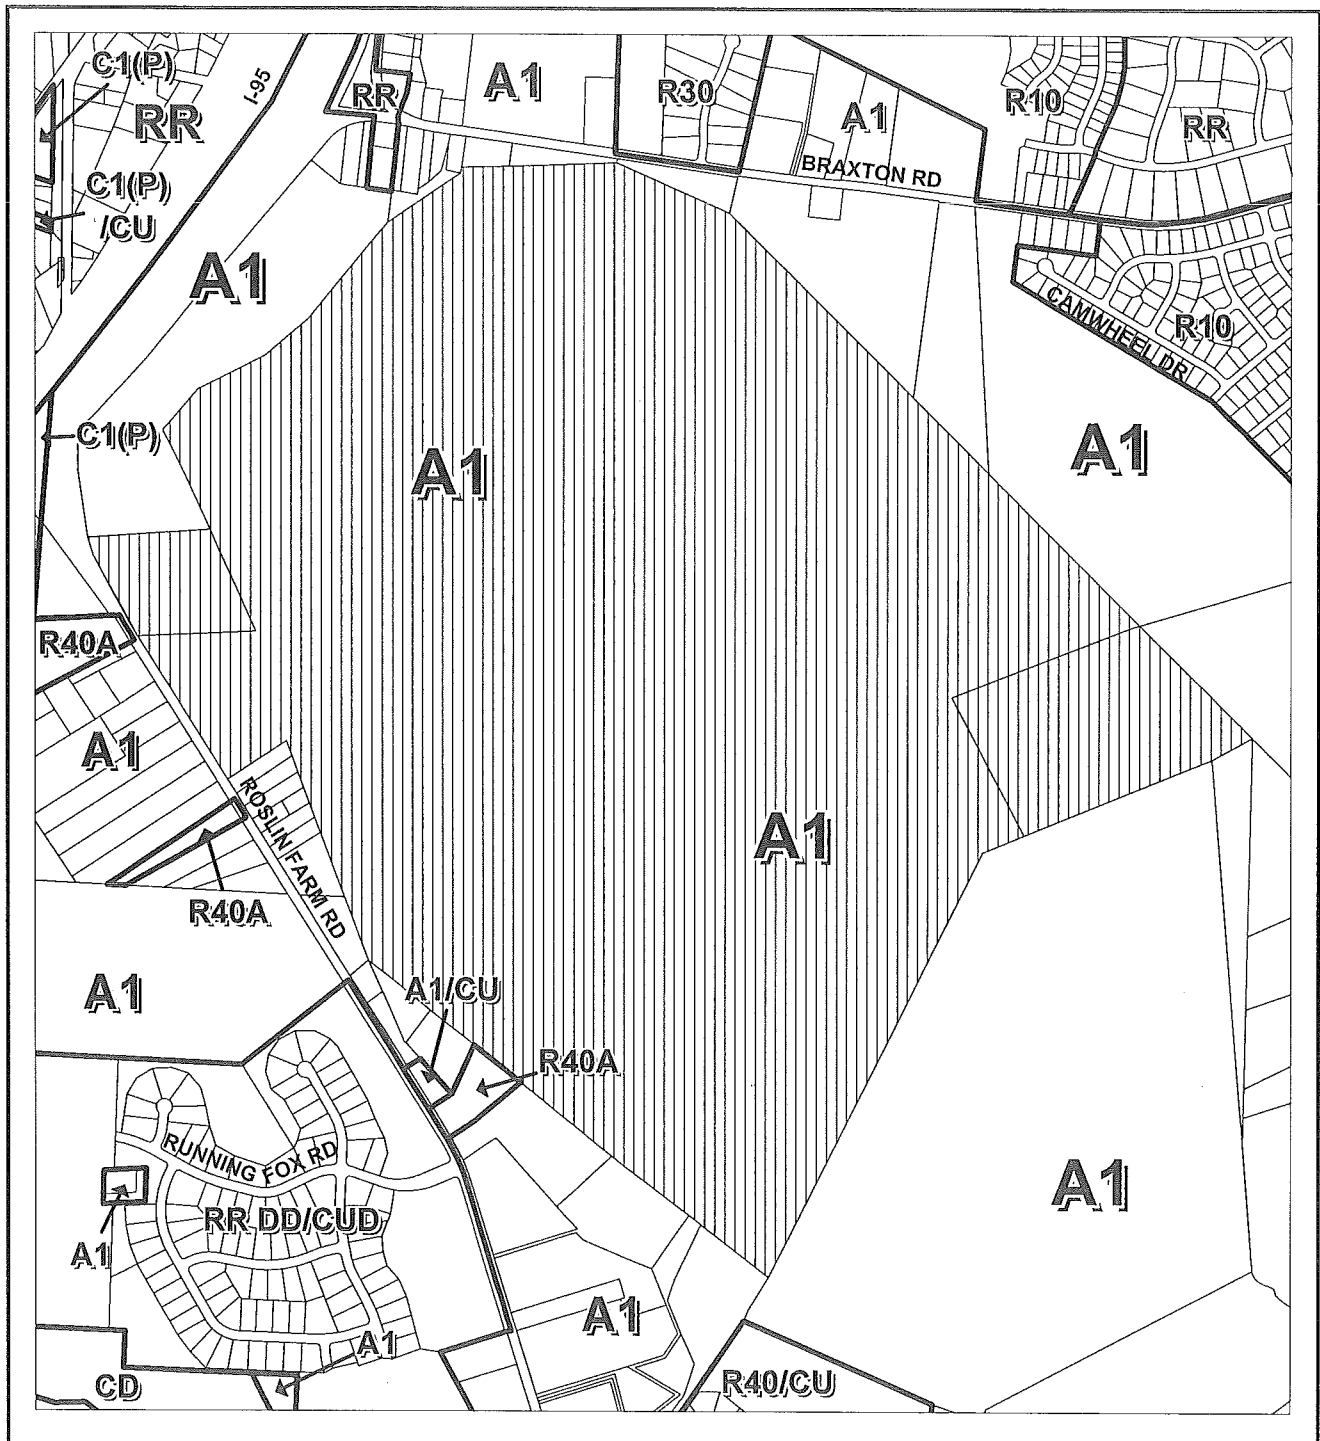 C1(P)
I-95
RR
RR
A1
R30
A1
R10
RR
BRAXTON RD
C1(P)
/CU
A1
CAMWHEEL DR
R10
C1(P)
A1
A1
R40A
A1
ROSLIN FARM RD
A1
R40A
A1
A1/CU
R40A
RUNNING FOX RD
A1
RR DD/CUD
A1
A1
A1
CD
R40/CU